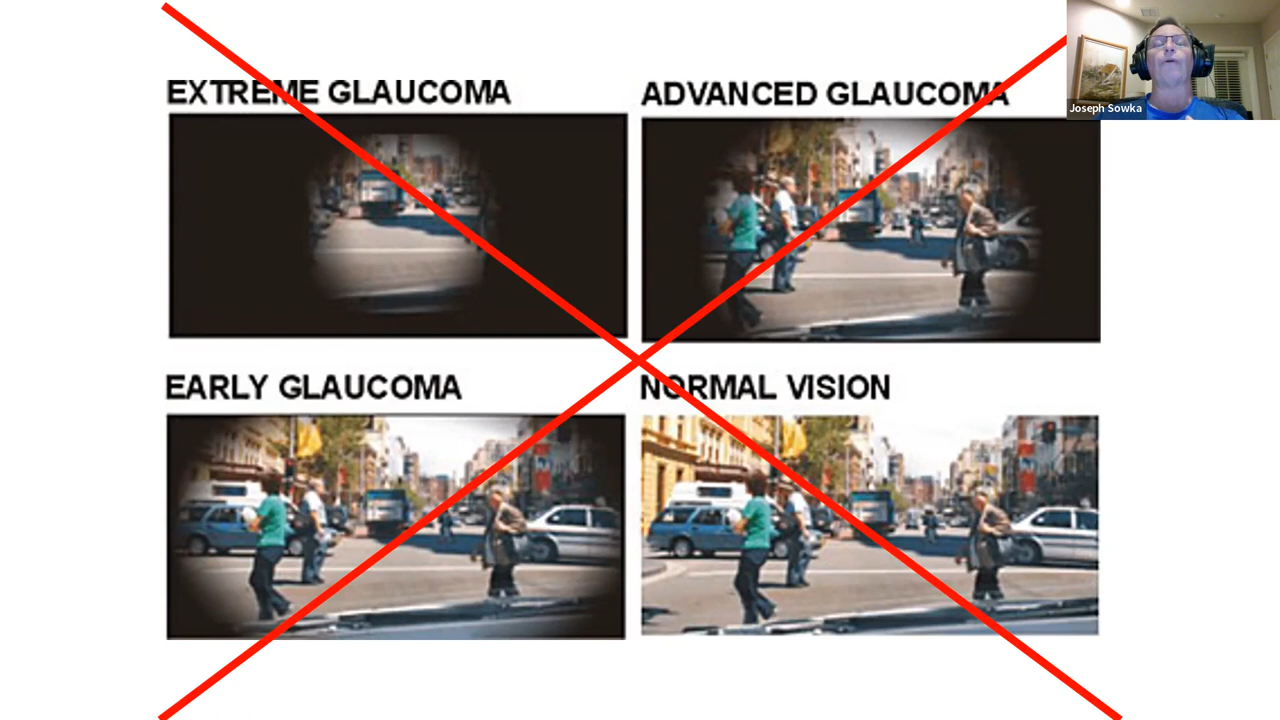 EXTREME GLAUCOMA
ADVANCED GLAUCOMA
Joseph Sowka
EARLY GLAUCOMA
NORMAL VISION